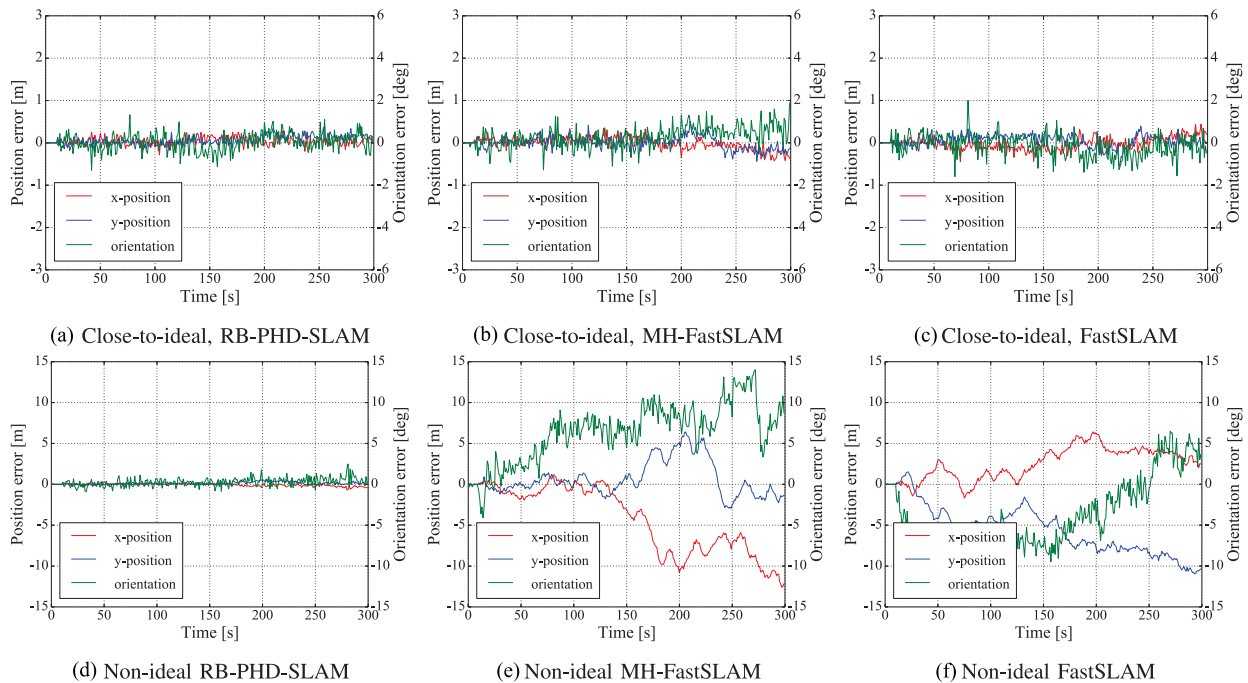 3
2
1
0
-1
-2
-3
Position error [m]
6
4
2
0
-2
-4
-6
Orientation error [deg]
x-position
y-position
orientation
0 50 100 150 200 250 300
Time [s]
(a) Close-to-ideal, RB-PHD-SLAM
3
2
1
0
-1
-2
-3
Position error [m]
6
4
2
0
-2
-4
-6
Orientation error [deg]
x-position
y-position
orientation
0 50 100 150 200 250 300
Time [s]
(b) Close-to-ideal, MH-FastSLAM
3
2
1
0
-1
-2
-3
Position error [m]
6
4
2
0
-2
-4
-6
Orientation error [deg]
x-position
y-position
orientation
0 50 100 150 200 250 300
Time [s]
(c) Close-to-ideal, FastSLAM
15
10
5
0
-5
-10
-15
Position error [m]
15
10
5
0
-5
-10
-15
Orientation error [deg]
x-position
y-position
orientation
0 50 100 150 200 250 300
Time [s]
(d) Non-ideal RB-PHD-SLAM
15
10
5
0
-5
-10
-15
Position error [m]
15
10
5
0
-5
-10
-15
Orientation error [deg]
x-position
y-position
orientation
0 50 100 150 200 250 300
Time [s]
(e) Non-ideal MH-FastSLAM
15
10
5
0
-5
-10
-15
Position error [m]
15
10
5
0
-5
-10
-15
Orientation error [deg]
x-position
y-position
orientation
0 50 100 150 200 250 300
Time [s]
(f) Non-ideal FastSLAM